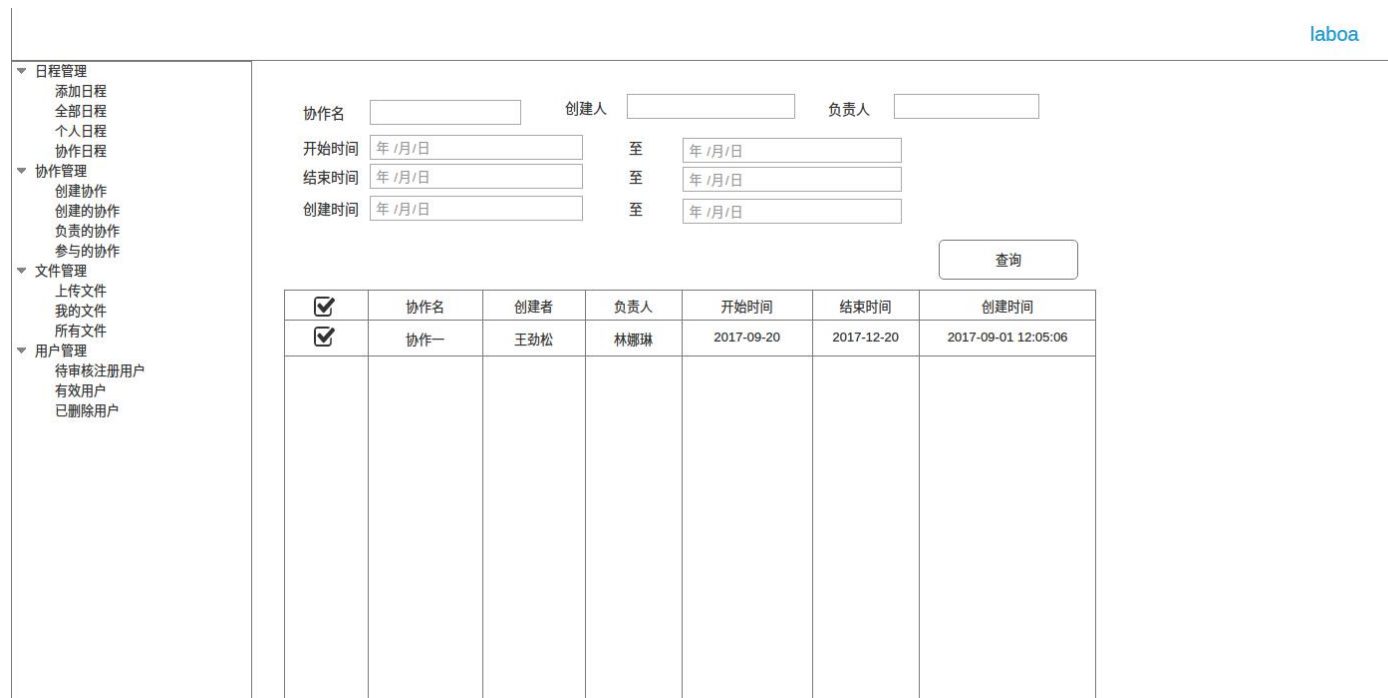 laboa
日程管理
添加日程
全部日程
个人日程
协作日程
协作管理
创建协作
创建的协作
负责的协作
参与的协作
文件管理
上传文件
我的文件
所有文件
用户管理
待审核注册用户
有效用户
已删除用户
协作名 创建人 负责人
开始时间 年 /月/日 至 年 /月/日
结束时间 年 /月/日 至 年 /月/日
创建时间 年 /月/日 至 年 /月/日
查询
协作名 创建者 负责人 开始时间 结束时间 创建时间
协作一 王劲松 林娜琳 2017-09-20 2017-12-20 2017-09-01 12:05:06